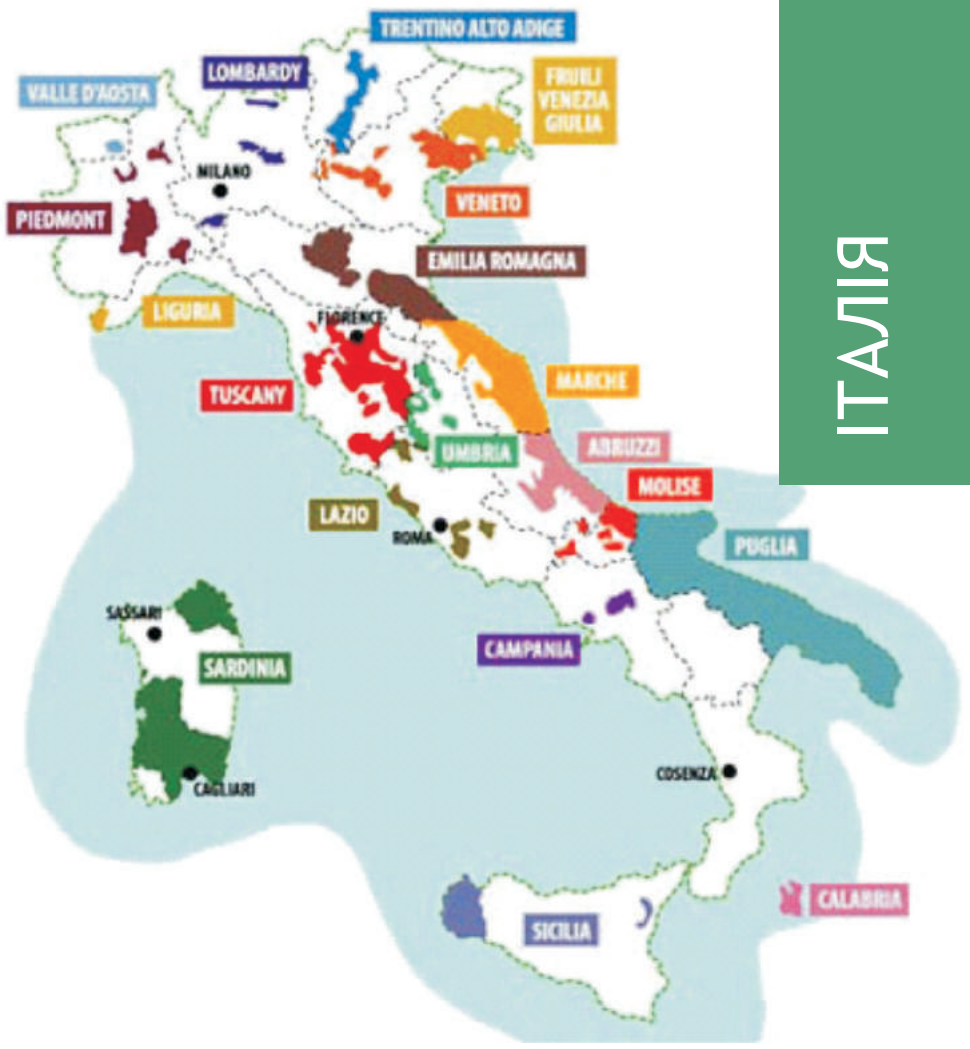 TRENTINO ALTO ADIGE
LOMBARDY
FRUILI
VENEZIA
GIULIA
VALLE D'AOSTA
MILANO
PIEDMONT
VENETO
EMILIA ROMAGNA
LIGURIA
FLORENCE
TUSCANY
MARCHE
UMBRIA
ABRUZZI
MOLISE
LAZIO
ROMA
PUGLIA
SASSARI
SARDINIA
CAMPANIA
COSENZA
CAGLIARI
CALABRIA
SICILIA
ІТАЛІЯ